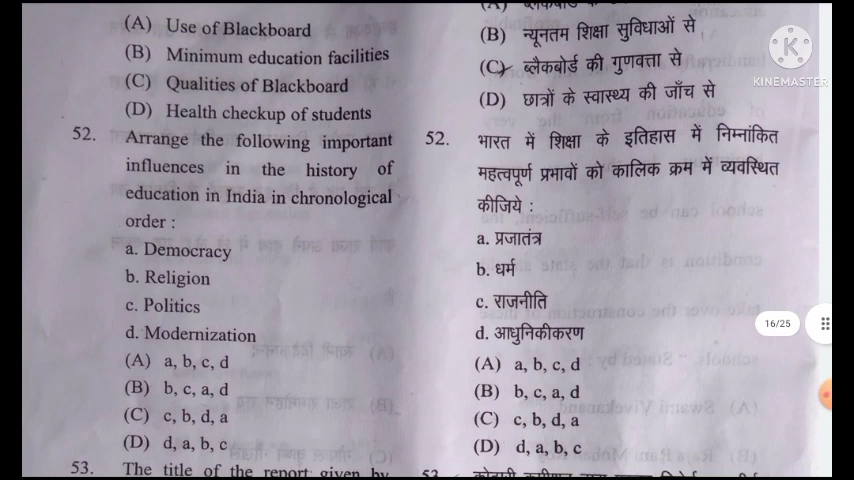 (A) Use of Blackboard
(B) Minimum education facilities
(C) Qualities of Blackboard
(D) Health checkup of students
52. Arrange the following important
influences in the history of
education in India in chronological
order :
a. Democracy
b. Religion
c. Politics
d. Modernization
(A) a, b, c, d
(B) b, c, a, d
(C) c, b, d, a
(D) d, a, b, c
53. The title of the report given by
(A)
(B) न्यूनतम शिक्षा सुविधाओं से
(C) ब्लैकबोर्ड की गुणवत्ता से
(D) छात्रों के स्वास्थ्य की जाँच से
52. भारत में शिक्षा के इतिहास में निम्नांकित
महत्वपूर्ण प्रभावों को कालिक क्रम में व्यवस्थित
कीजिये :
a. प्रजातंत्र
b. धर्म
c. राजनीति
d. आधुनिकीकरण
(A) a, b, c, d
(B) b, c, a, d
(C) c, b, d, a
(D) d, a, b, c
53.
KINEMASTER
16/25